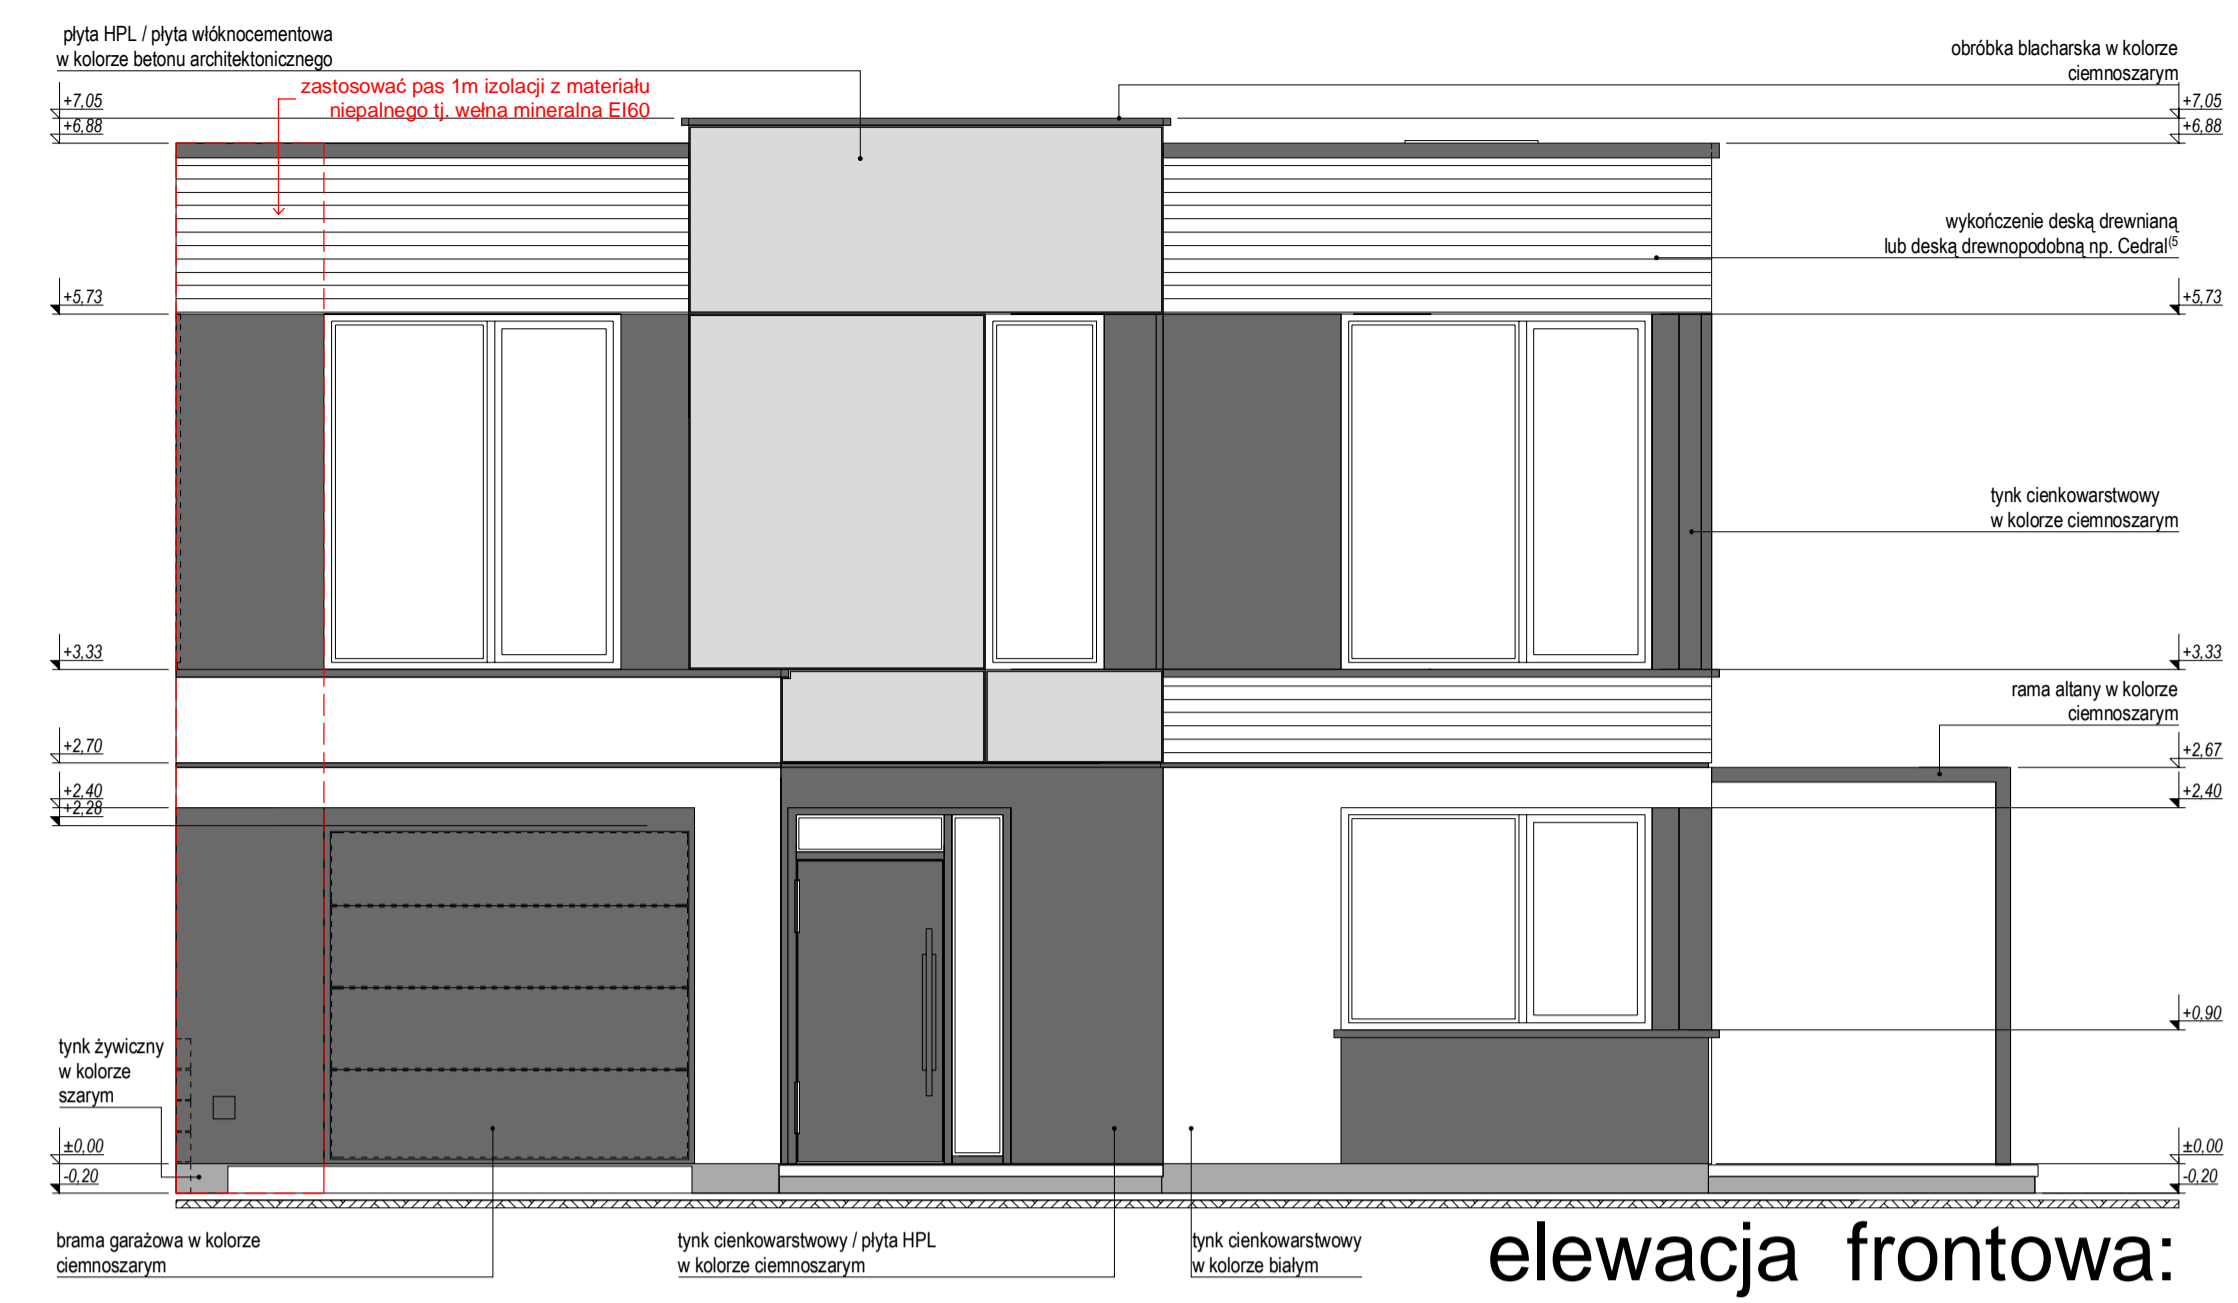 płyta HPL / płyta włóknocementowa
w kolorze betonu architektonicznego
zastosować pas 1m izolacji z materiału
niepalnego tj. wełna mineralna EI60
obróbka blacharska w kolorze
ciemnoszarym
+7,05
+6,88
+7,05
+6,88
wykończenie deską drewnianą
lub deską drewnopodobną np. Cedral(5
+5,73
+5,73
tynk cienkowarstwowy
w kolorze ciemnoszarym
+3,33
+3,33
rama altany w kolorze
ciemnoszarym
+2,70
+2,67
+2,40
+2,28
+2,40
+0,90
tynk żywiczny
w kolorze
szarym
±0,00
-0,20
±0,00
-0,20
brama garażowa w kolorze
ciemnoszarym
tynk cienkowarstwowy / płyta HPL
w kolorze ciemnoszarym
tynk cienkowarstwowy
w kolorze białym
elewacja frontowa: